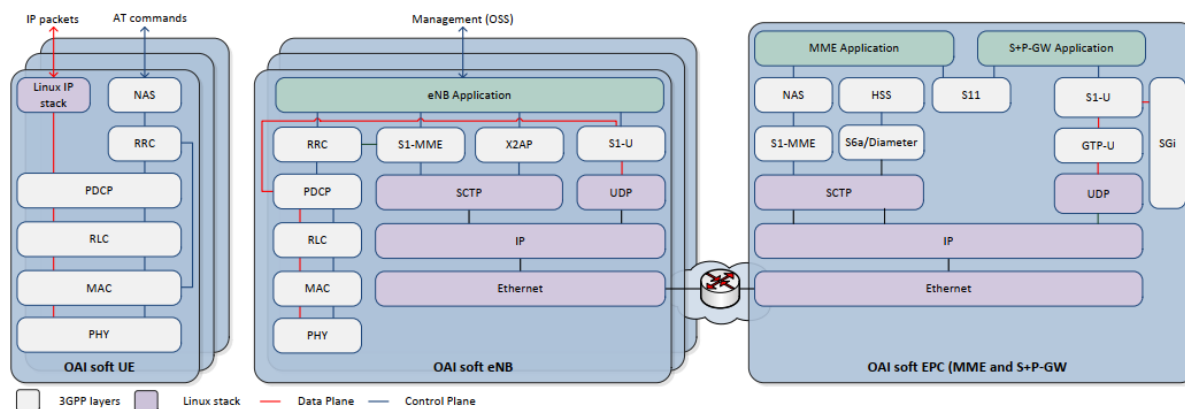 IP packets
AT commands
Linux IP
stack
NAS
RRC
PDCP
RLC
MAC
PHY
OAI soft UE
Management (OSS)
eNB Application
RRC
S1-MME
X2AP
S1-U
PDCP
SCTP
UDP
RLC
IP
MAC
Ethernet
PHY
OAI soft eNB
MME Application
S+P-GW Application
NAS
HSS
S11
S1-U
S1-MME
S6a/Diameter
GTP-U
SGi
SCTP
UDP
IP
Ethernet
OAI soft EPC (MME and S+P-GW
3GPP layers
Linux stack
Data Plane
Control Plane